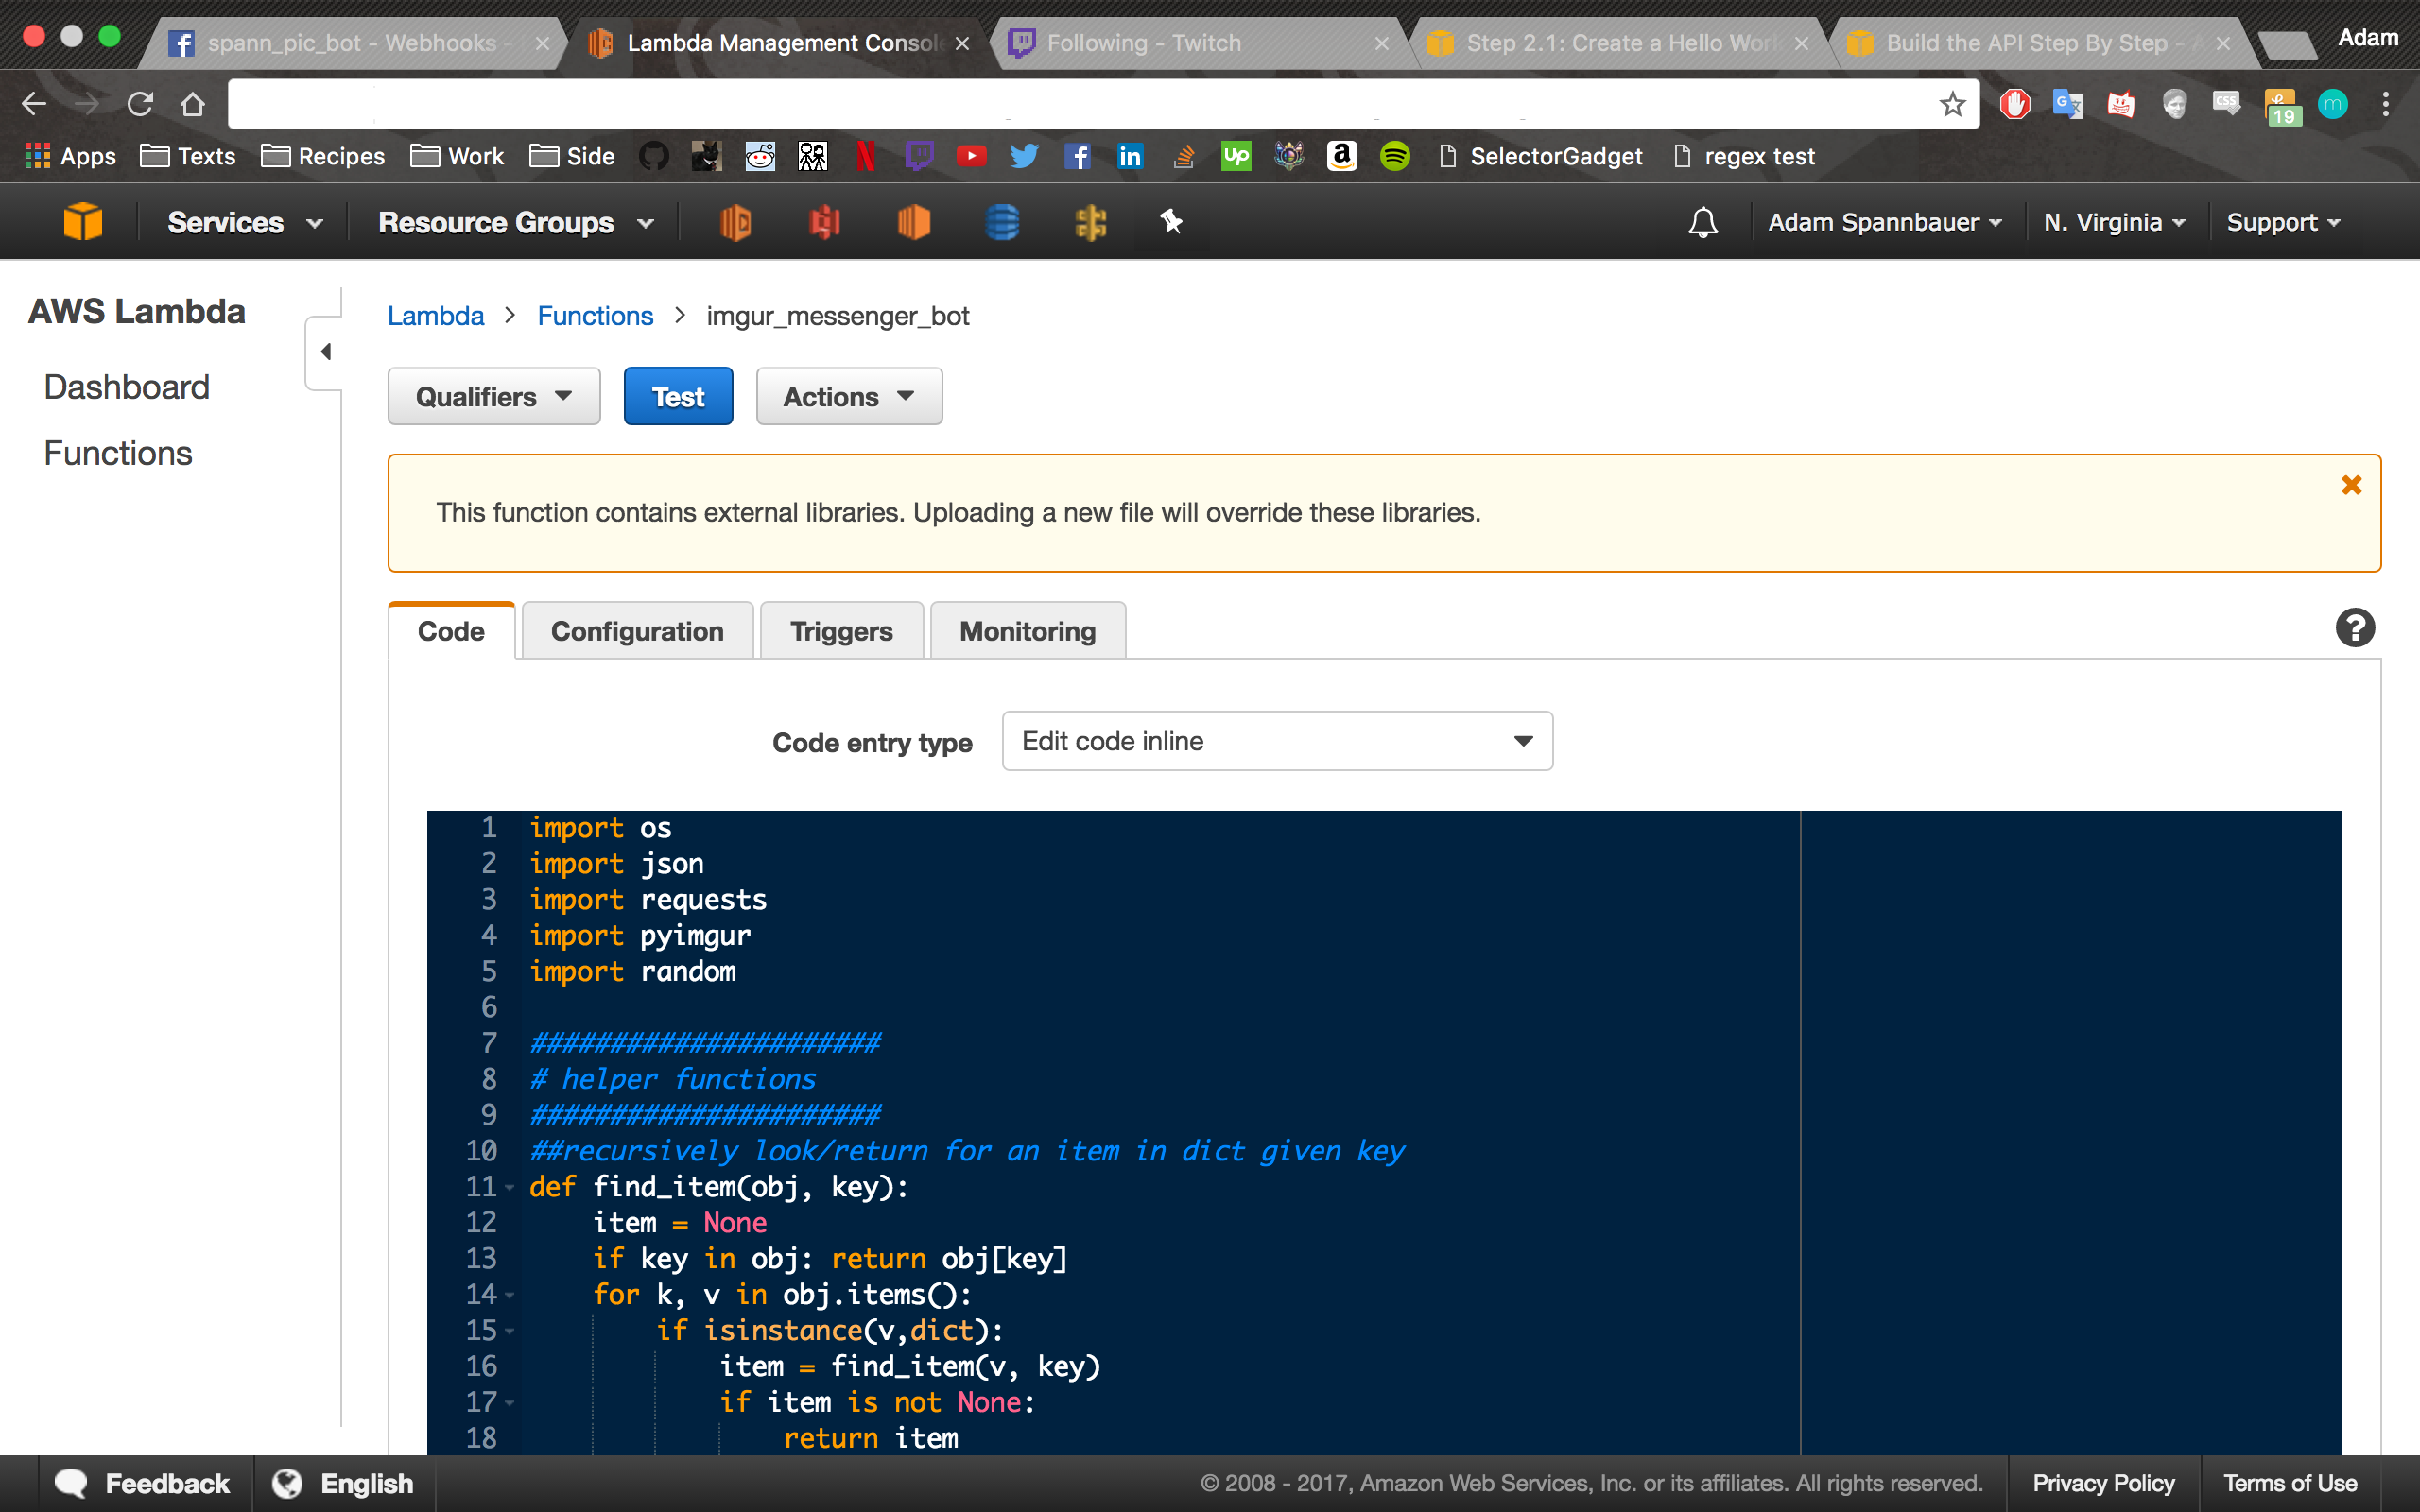 spann_pic_bot - Webhooks -
Lambda Management Console
Following - Twitch
Step 2.1: Create a Hello Worl
Build the API Step By Step - A
Adam
19
Apps
Texts
Recipes
Work
Side
SelectorGadget
regex test
Services
Resource Groups
Adam Spannbauer
N. Virginia
Support
AWS Lambda
Dashboard
Functions
Lambda > Functions > imgur_messenger_bot
Qualifiers
Test
Actions
This function contains external libraries. Uploading a new file will override these libraries.
Code
Configuration
Triggers
Monitoring
?
Code entry type
Edit code inline
1 import os
2 import json
3 import requests
4 import pyimgur
5 import random
6
7 ######################
8 # helper functions
9 ######################
10 ##recursively look/return for an item in dict given key
11 def find_item(obj, key):
12     item = None
13     if key in obj: return obj[key]
14     for k, v in obj.items():
15         if isinstance(v,dict):
16             item = find_item(v, key)
17             if item is not None:
18                 return item
Feedback
English
© 2008 - 2017, Amazon Web Services, Inc. or its affiliates. All rights reserved.
Privacy Policy
Terms of Use